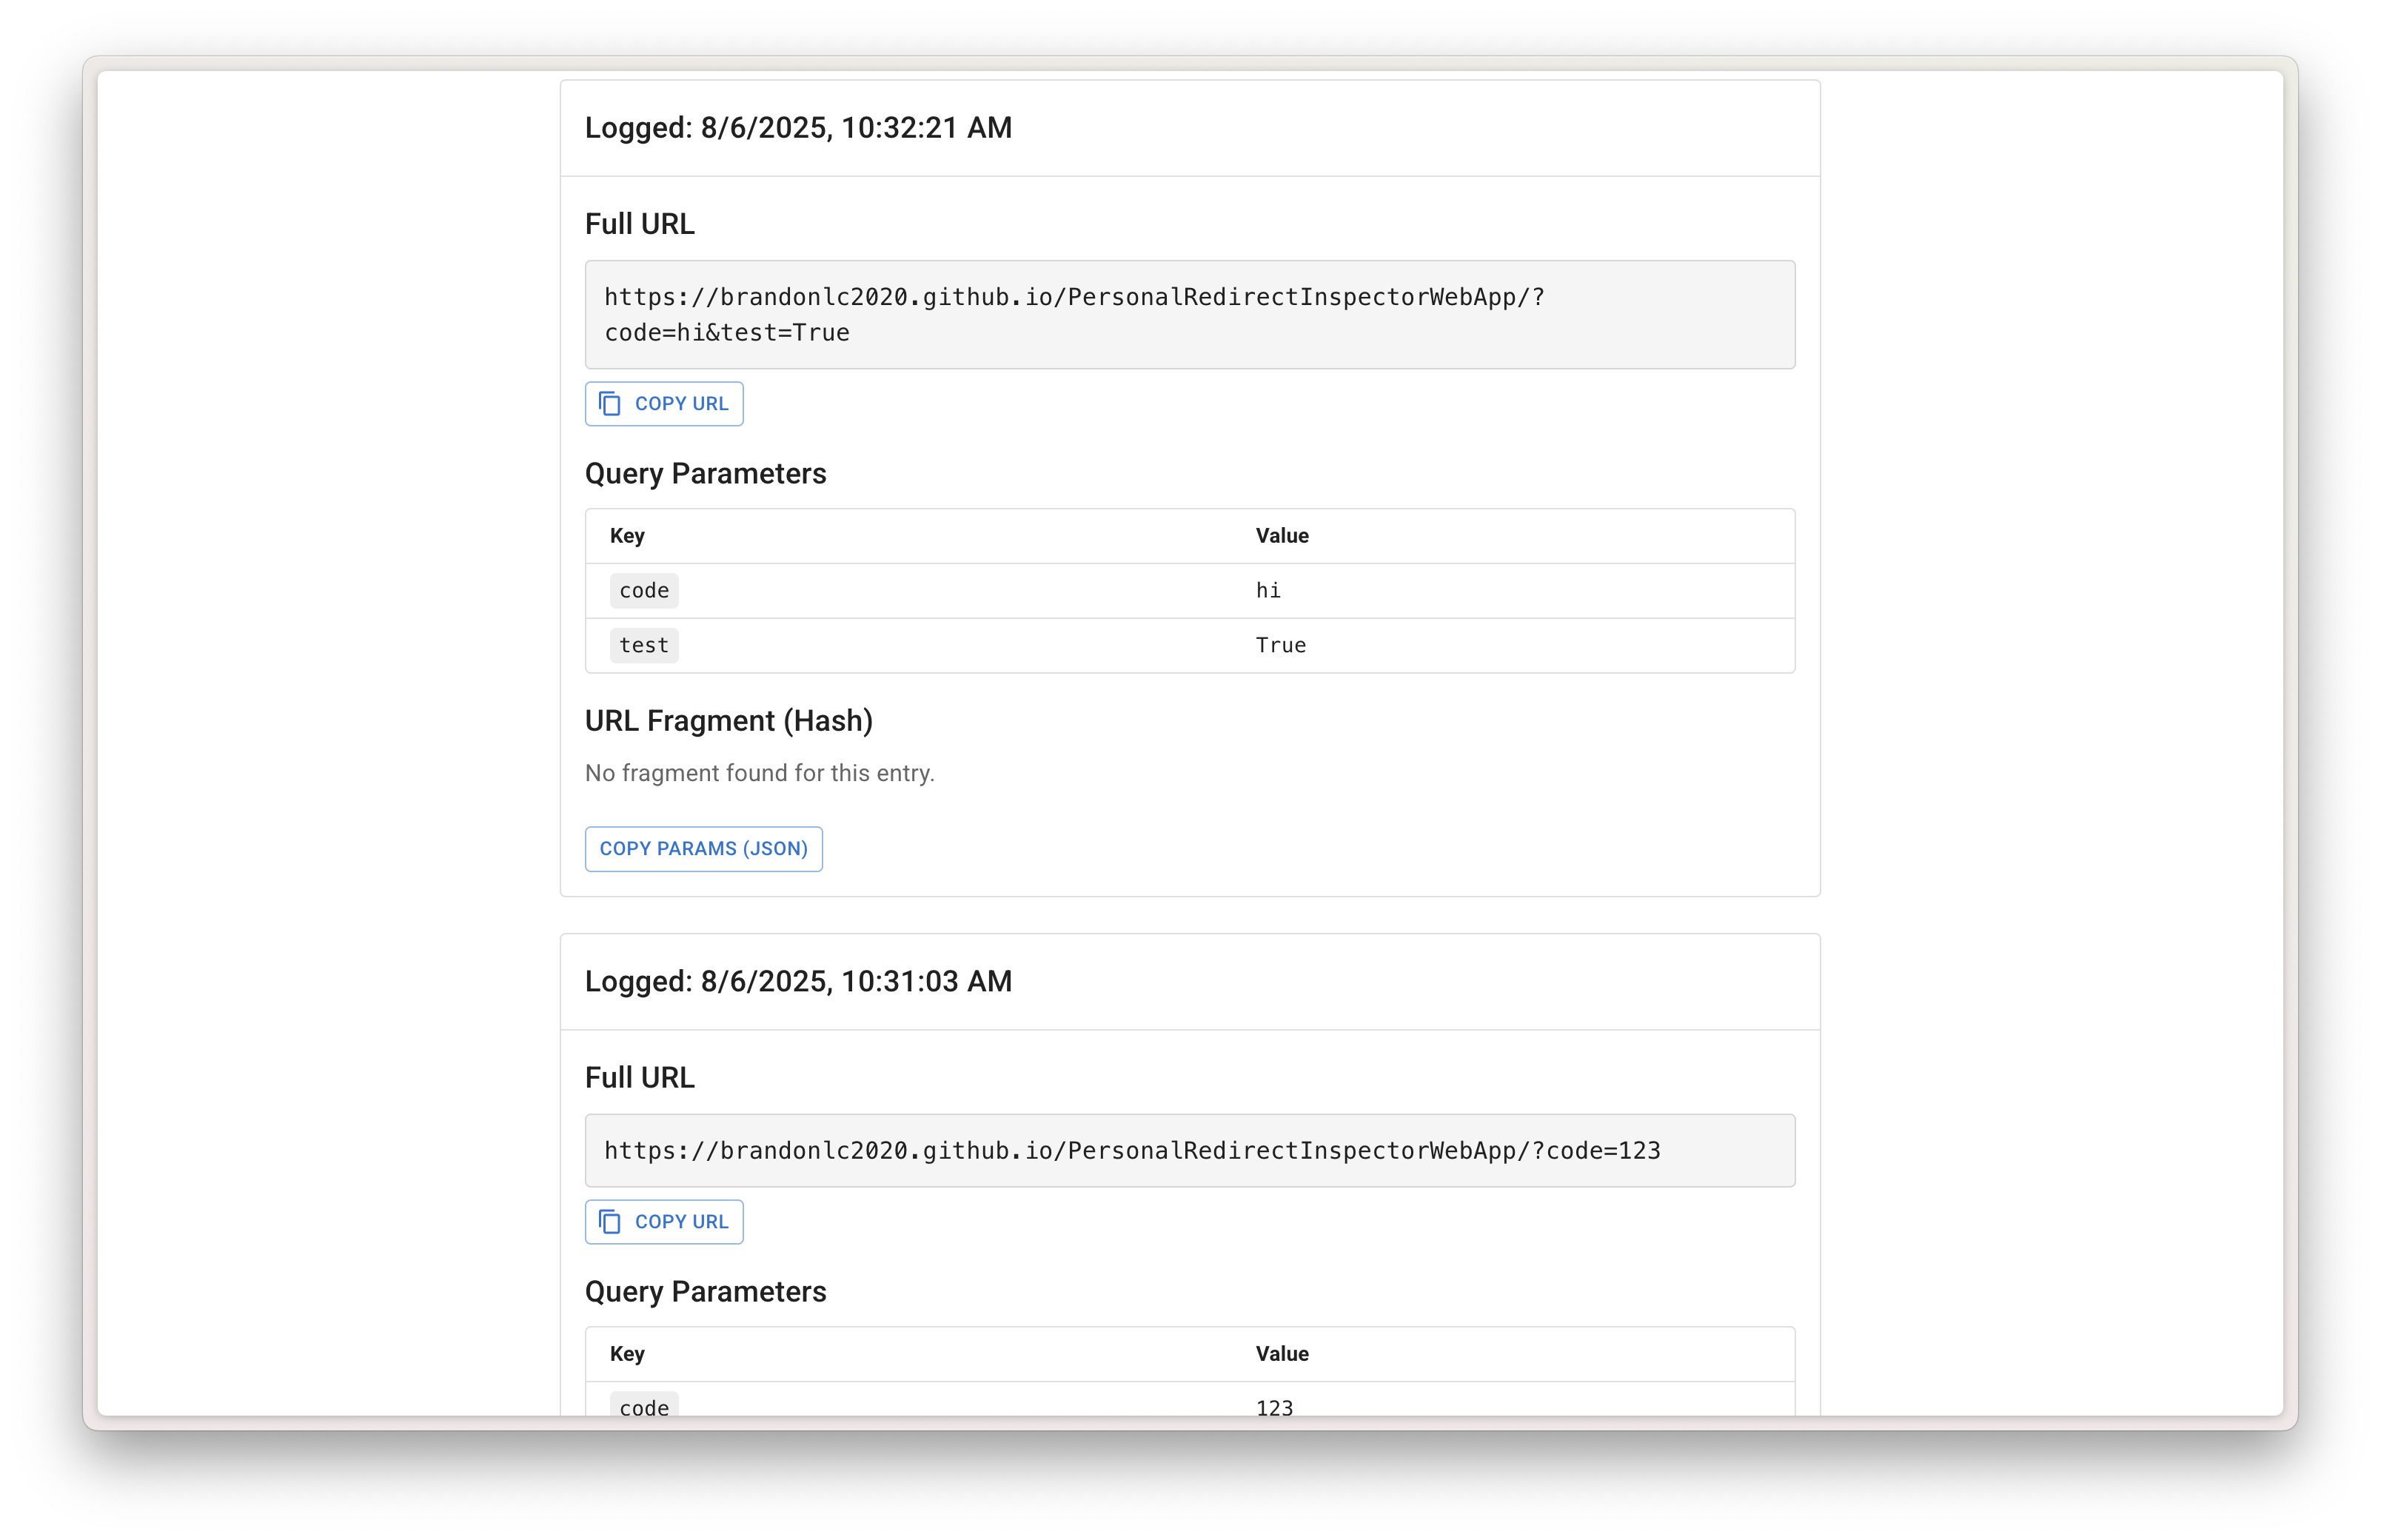 Logged: 8/6/2025, 10:32:21 AM
Full URL
https://brandonlc2020.github.io/PersonalRedirectInspectorWebApp/?
code=hi&test=True
COPY URL
Query Parameters
Key Value
code hi
test True
URL Fragment (Hash)
No fragment found for this entry.
COPY PARAMS (JSON)
Logged: 8/6/2025, 10:31:03 AM
Full URL
https://brandonlc2020.github.io/PersonalRedirectInspectorWebApp/?code=123
COPY URL
Query Parameters
Key Value
code 123